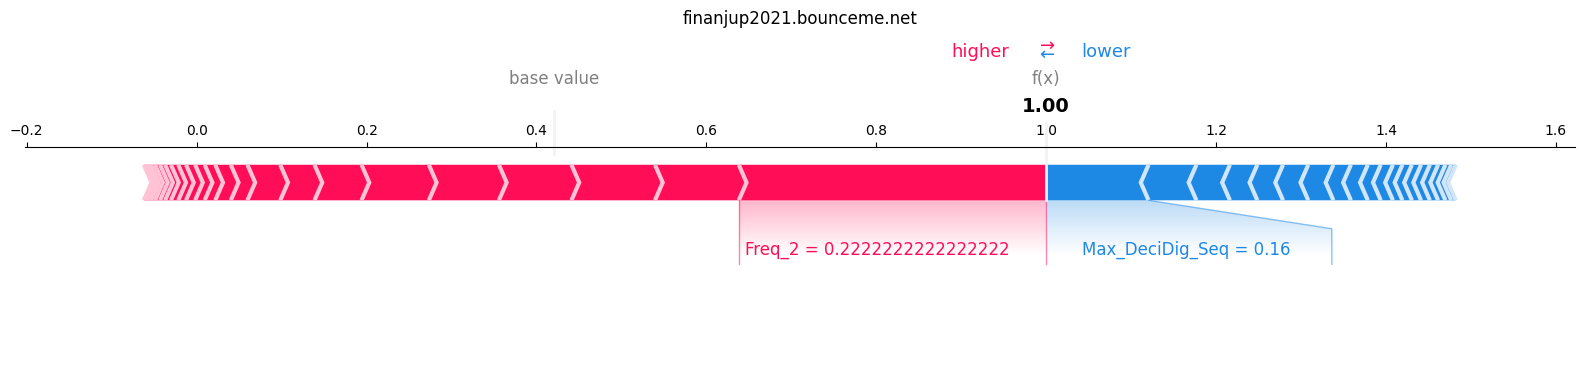 finanjup2021.bounceme.net
higher ⇄ lower
base value f(x)
1.00
−0.2 0.0 0.2 0.4 0.6 0.8 1.0 1.2 1.4 1.6
Freq_2 = 0.2222222222222222 Max_DeciDig_Seq = 0.16